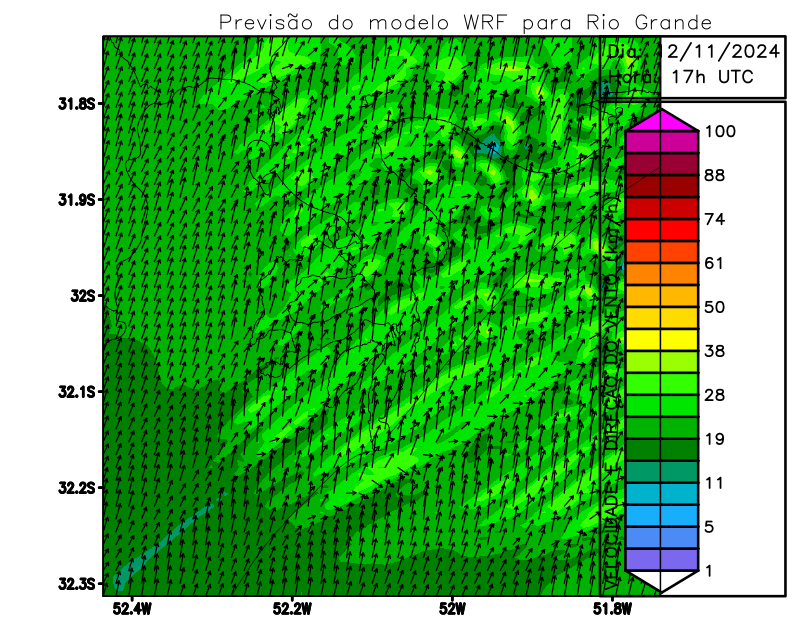 Previsão do modelo WRF para Rio Grande
Dia: 2/11/2024
Hora: 17h UTC
31.8S
31.9S
32S
32.1S
32.2S
32.3S
52.4W
52.2W
52W
51.8W
VELOCIDADE E DIREÇÃO DO VENTO (km/h)
100
88
74
61
50
38
28
19
11
5
1